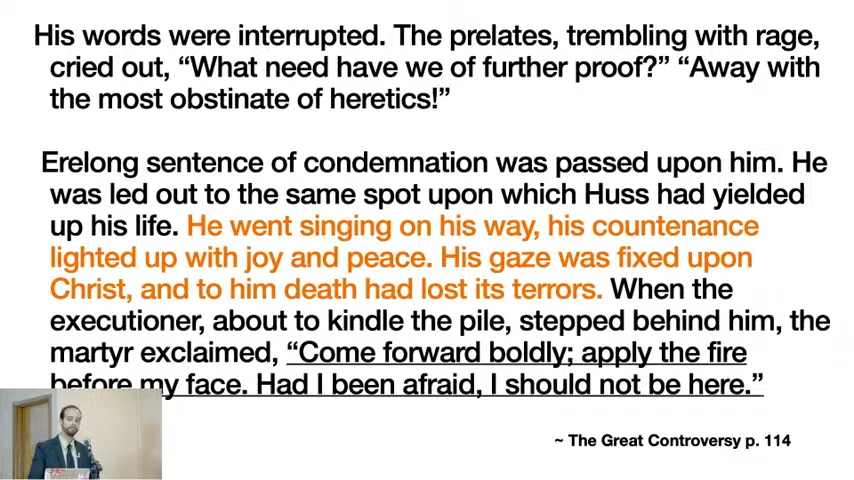 His words were interrupted. The prelates, trembling with rage,
cried out, “What need have we of further proof?” “Away with
the most obstinate of heretics!”
Erelong sentence of condemnation was passed upon him. He
was led out to the same spot upon which Huss had yielded
up his life. He went singing on his way, his countenance
lighted up with joy and peace. His gaze was fixed upon
Christ, and to him death had lost its terrors. When the
executioner, about to kindle the pile, stepped behind him, the
martyr exclaimed, “Come forward boldly; apply the fire
before my face. Had I been afraid, I should not be here.”
~ The Great Controversy p. 114